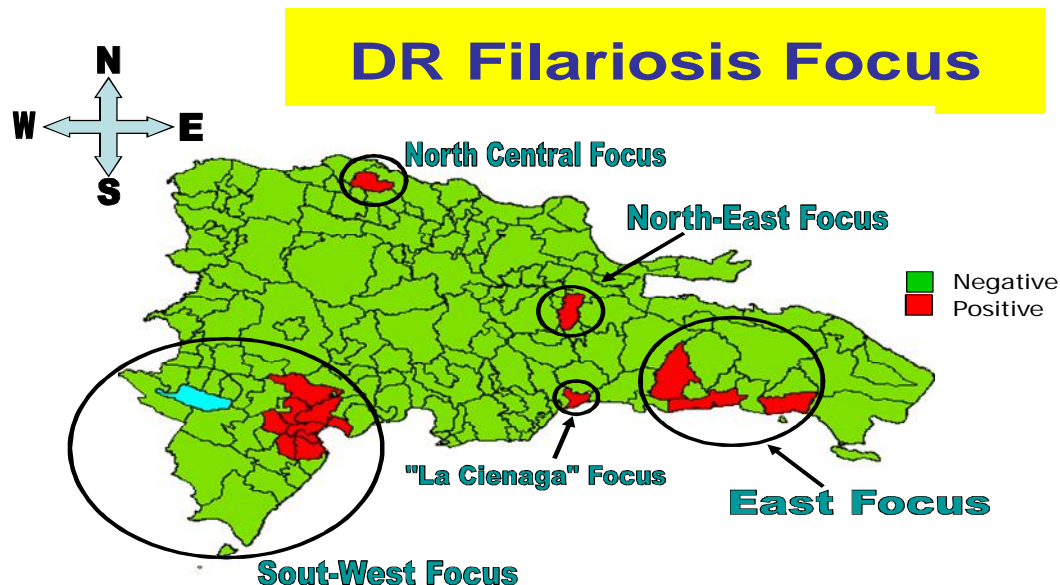 DR Filariosis Focus
N
W E
S
North Central Focus
North-East Focus
Negative
Positive
"La Cienaga" Focus
East Focus
Sout-West Focus